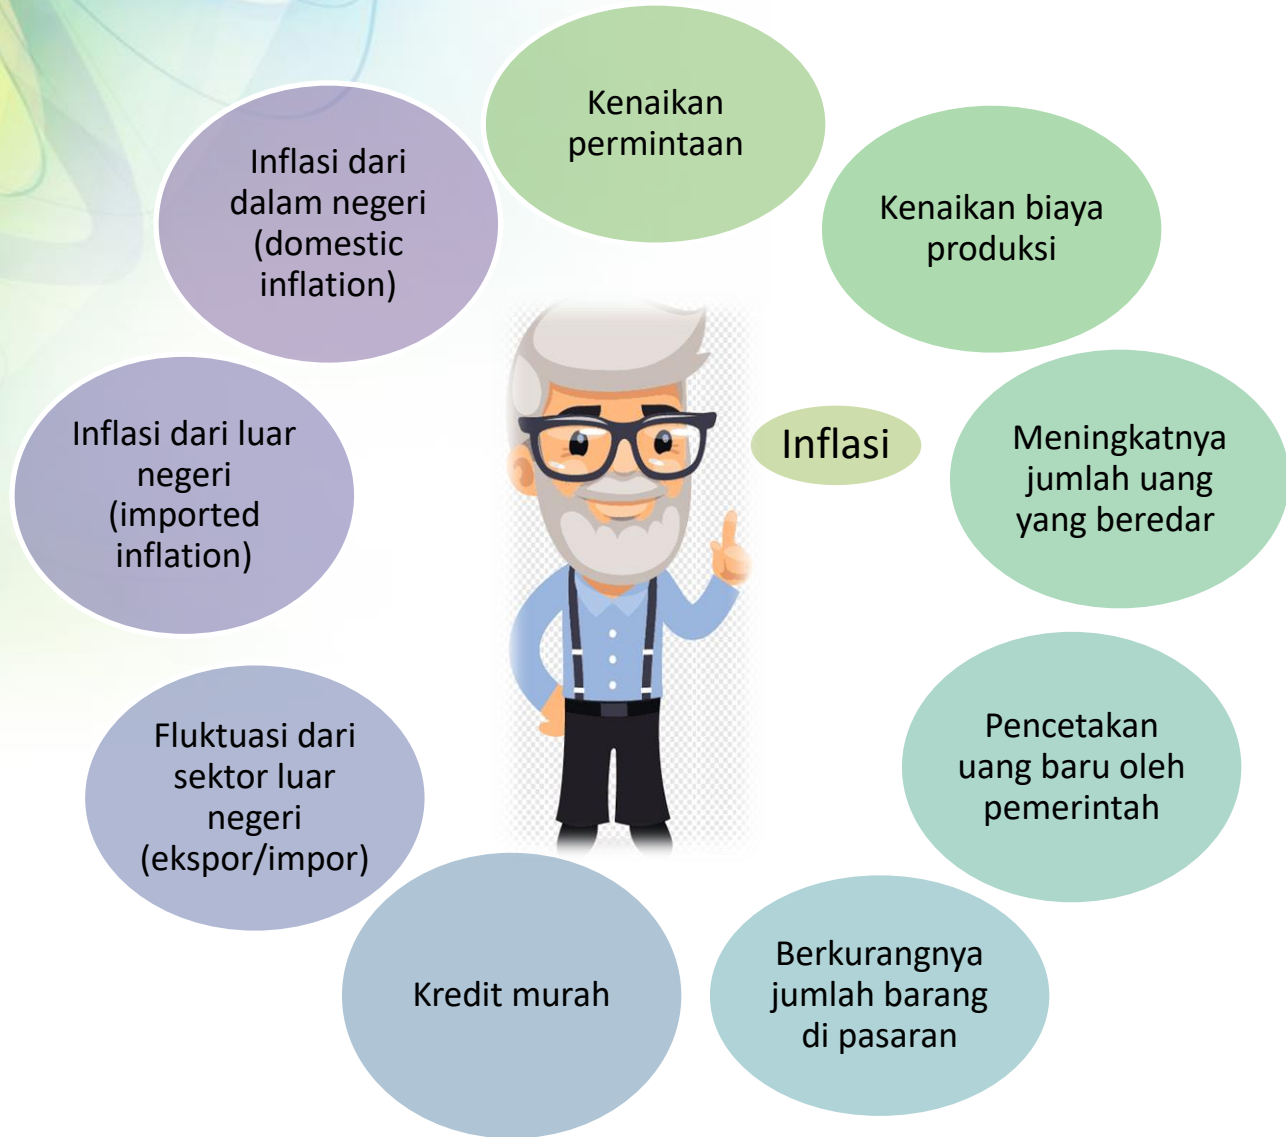 Kenaikan
permintaan
Kenaikan biaya
produksi
Meningkatnya
jumlah uang
yang beredar
Pencetakan
uang baru oleh
pemerintah
Berkurangnya
jumlah barang
di pasaran
Kredit murah
Fluktuasi dari
sektor luar
negeri
(ekspor/impor)
Inflasi dari luar
negeri
(imported
inflation)
Inflasi dari
dalam negeri
(domestic
inflation)
Inflasi